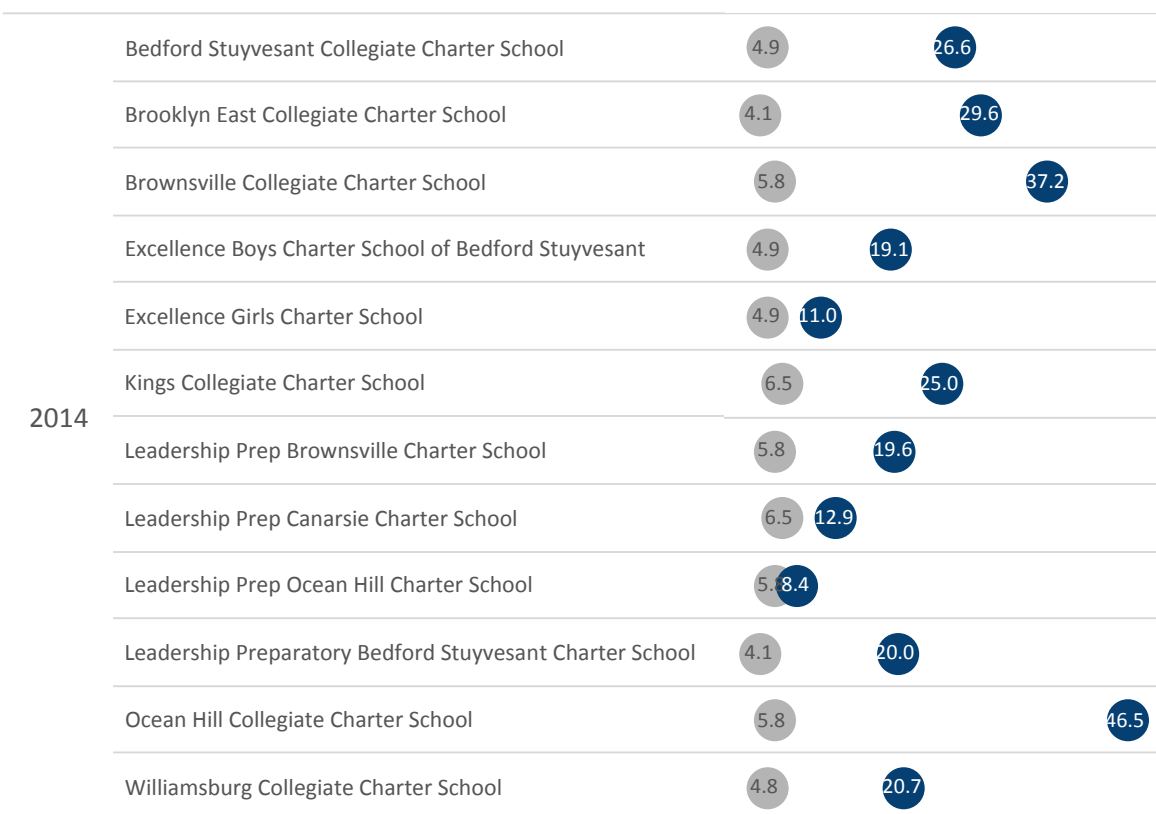 Bedford Stuyvesant Collegiate Charter School 4.9 26.6
Brooklyn East Collegiate Charter School 4.1 29.6
Brownsville Collegiate Charter School 5.8 37.2
Excellence Boys Charter School of Bedford Stuyvesant 4.9 19.1
Excellence Girls Charter School 4.9 11.0
Kings Collegiate Charter School 6.5 25.0
2014
Leadership Prep Brownsville Charter School 5.8 19.6
Leadership Prep Canarsie Charter School 6.5 12.9
Leadership Prep Ocean Hill Charter School 5.8 8.4
Leadership Preparatory Bedford Stuyvesant Charter School 4.1 20.0
Ocean Hill Collegiate Charter School 5.8 46.5
Williamsburg Collegiate Charter School 4.8 20.7